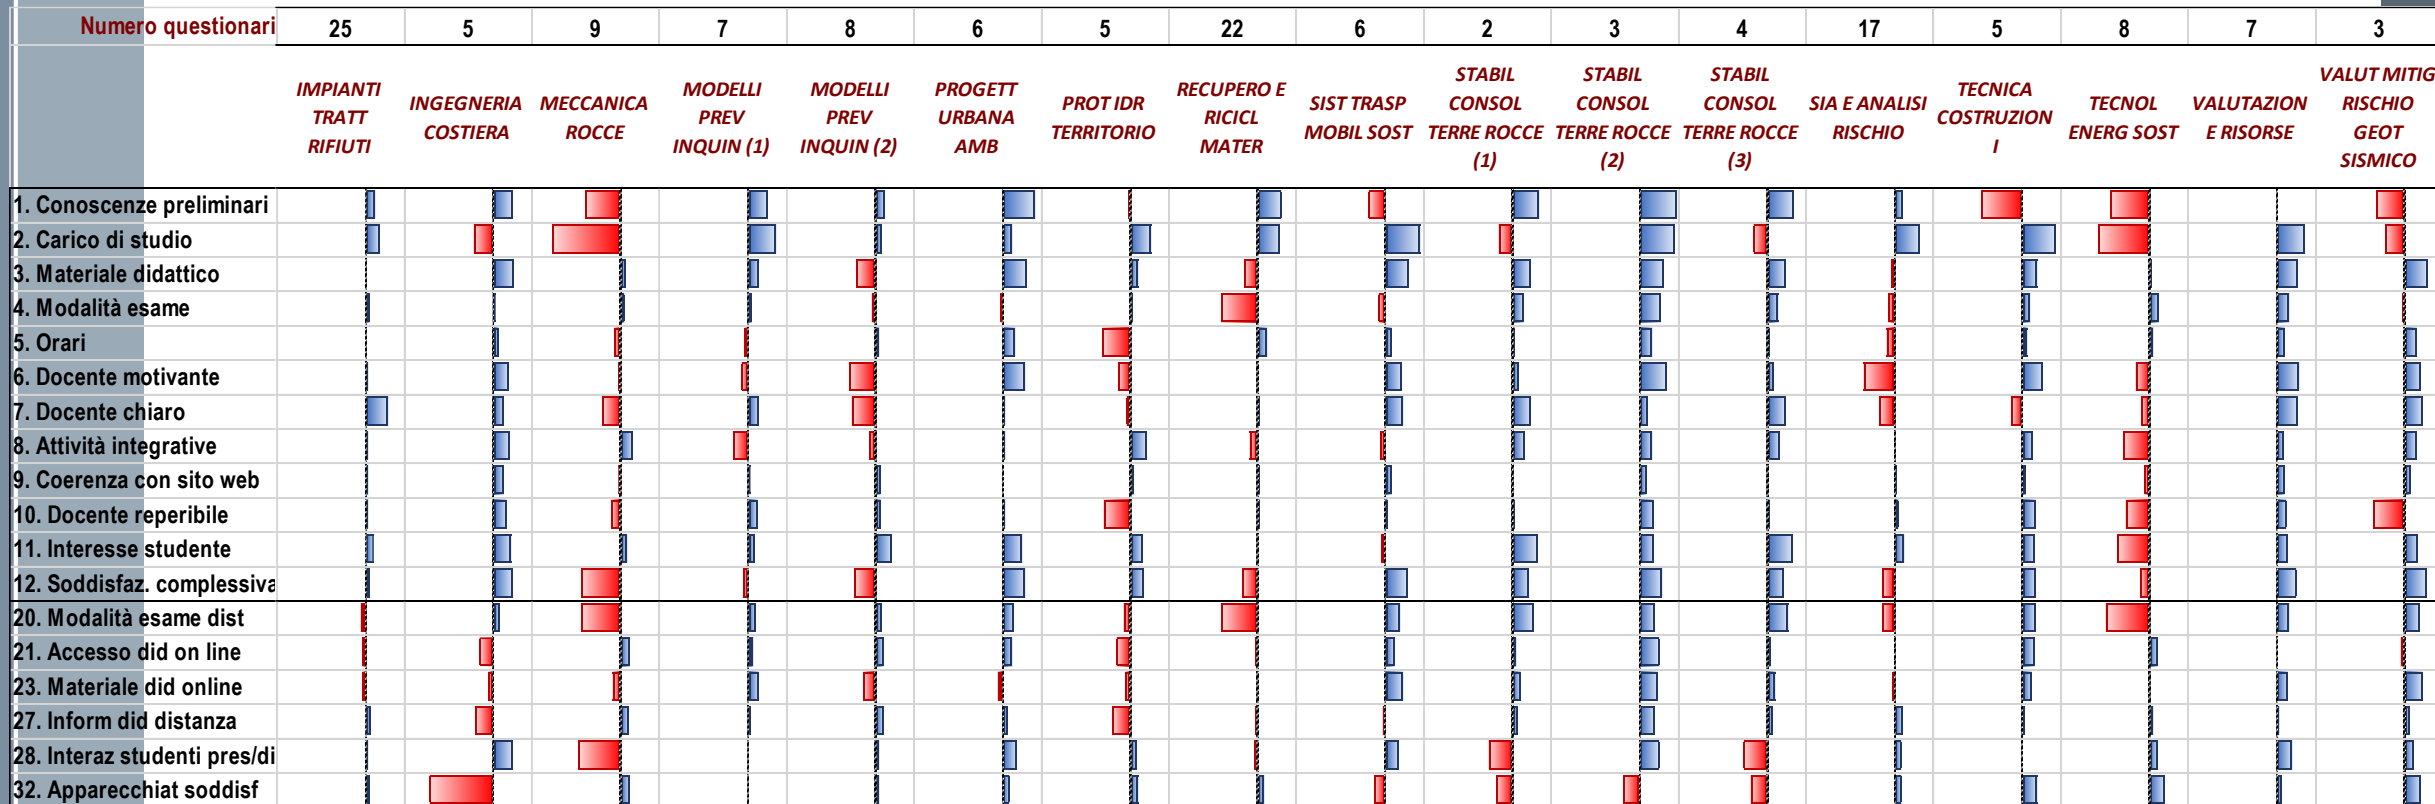 Numero questionari 25 5 9 7 8 6 5 22 6 2 3 4 17 5 8 7 3
IMPIANTI
TRATT
RIFIUTI
INGEGNERIA
COSTIERA
MECCANICA
ROCCE
MODELLI
PREV
INQUIN (1)
MODELLI
PREV
INQUIN (2)
PROGETT
URBANA
AMB
PROT IDR
TERRITORIO
RECUPERO E
RICICL
MATER
SIST TRASP
MOBIL SOST
STABIL
CONSOL
TERRE ROCCE
(1)
STABIL
CONSOL
TERRE ROCCE
(2)
STABIL
CONSOL
TERRE ROCCE
(3)
SIA E ANALISI
RISCHIO
TECNICA
COSTRUZION
I
TECNOL
ENERG SOST
VALUTAZION
E RISORSE
VALUT MITIG
RISCHIO
GEOT
SISMICO
1. Conoscenze preliminari
2. Carico di studio
3. Materiale didattico
4. Modalità esame
5. Orari
6. Docente motivante
7. Docente chiaro
8. Attività integrative
9. Coerenza con sito web
10. Docente reperibile
11. Interesse studente
12. Soddisfaz. complessiva
20. Modalità esame dist
21. Accesso did on line
23. Materiale did online
27. Inform did distanza
28. Interaz studenti pres/di
32. Apparecchiat soddisf